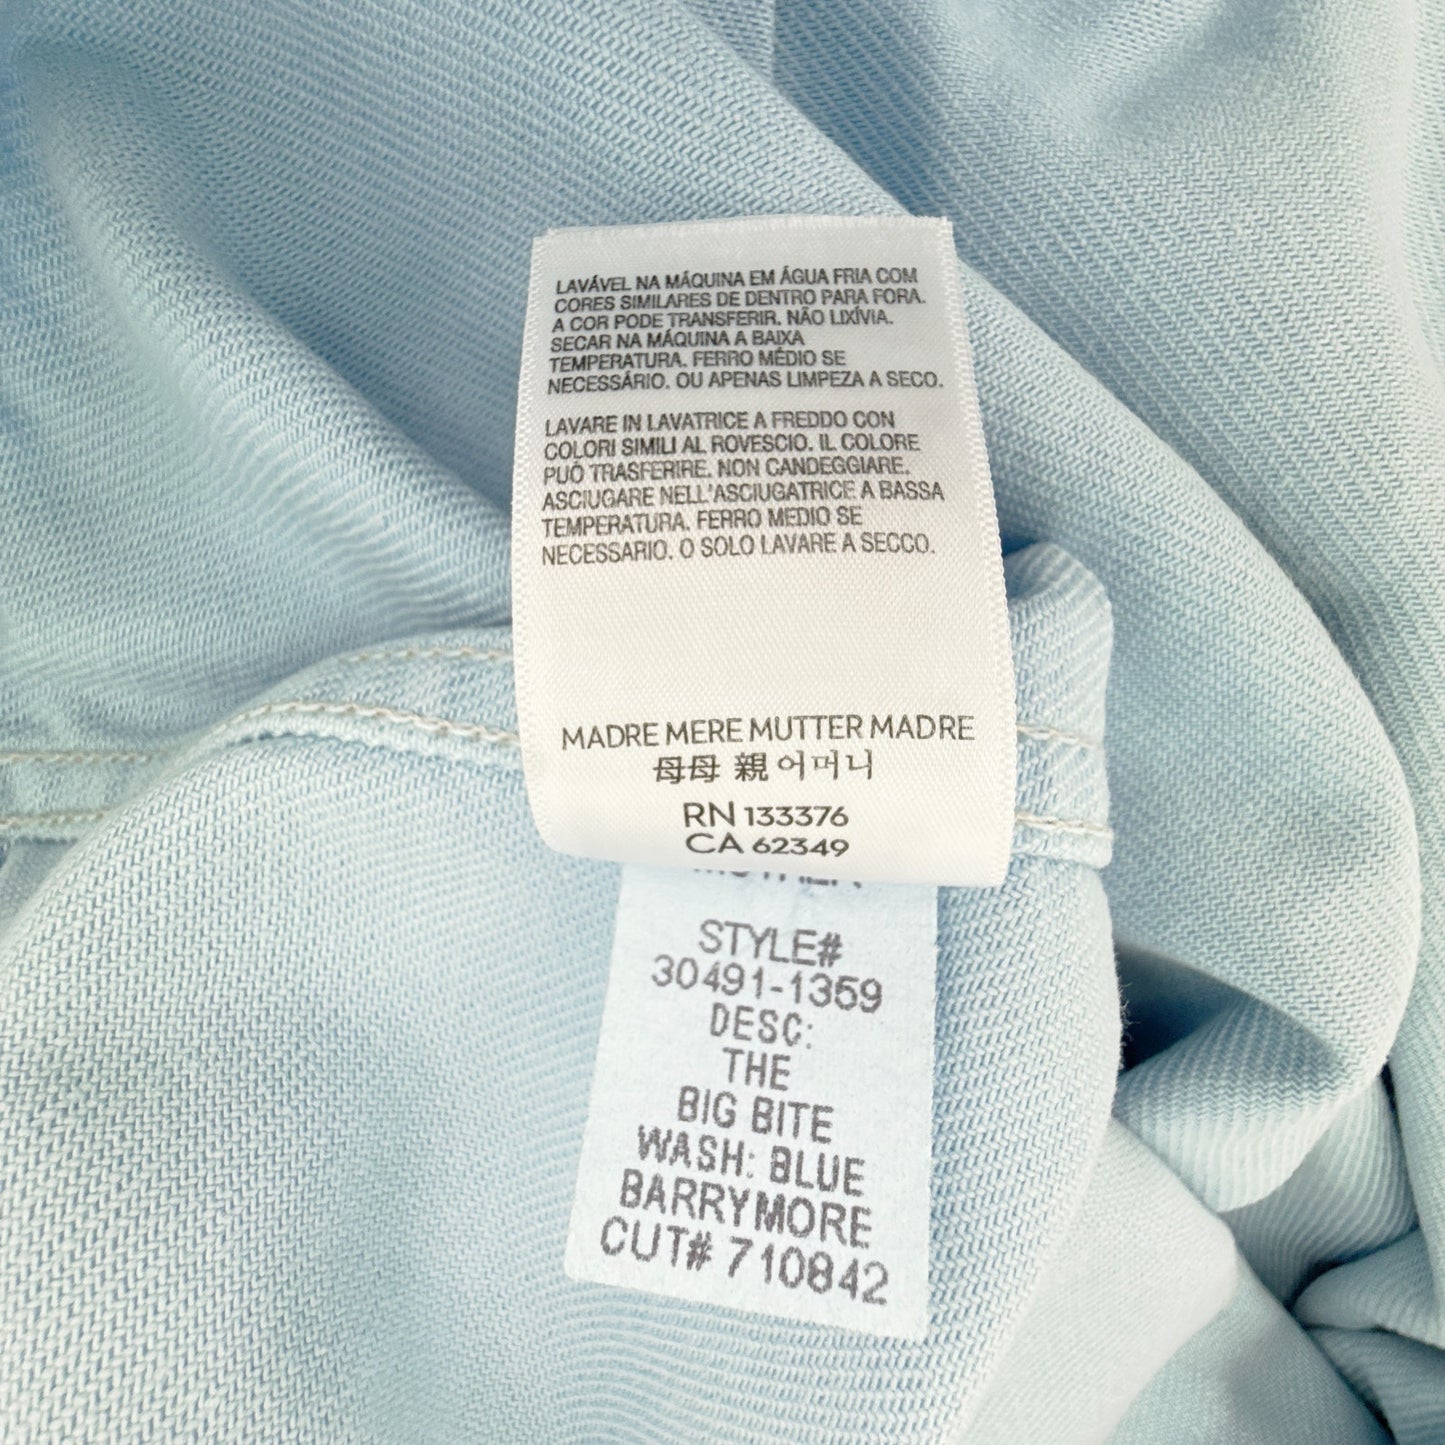 LAVÁVEL NA MÁQUINA EM ÁGUA FRIA COM
CORES SIMILARES DE DENTRO PARA FORA.
A COR PODE TRANSFERIR. NÃO LIXÍVIA.
SECAR NA MÁQUINA A BAIXA
TEMPERATURA. FERRO MÉDIO SE
NECESSÁRIO. OU APENAS LIMPEZA A SECO.
LAVARE IN LAVATRICE A FREDDO CON
COLORI SIMILI AL ROVESCIO. IL COLORE
PUÒ TRASFERIRE. NON CANDEGGIARE.
ASCIUGARE NELL'ASCIUGATRICE A BASSA
TEMPERATURA. FERRO MEDIO SE
NECESSARIO. O SOLO LAVARE A SECCO.
MADRE MERE MUTTER MADRE
母母 親 어머니
RN 133376
CA 62349
STYLE#
30491-1359
DESC:
THE
BIG BITE
WASH: BLUE
BARRYMORE
CUT# 710842